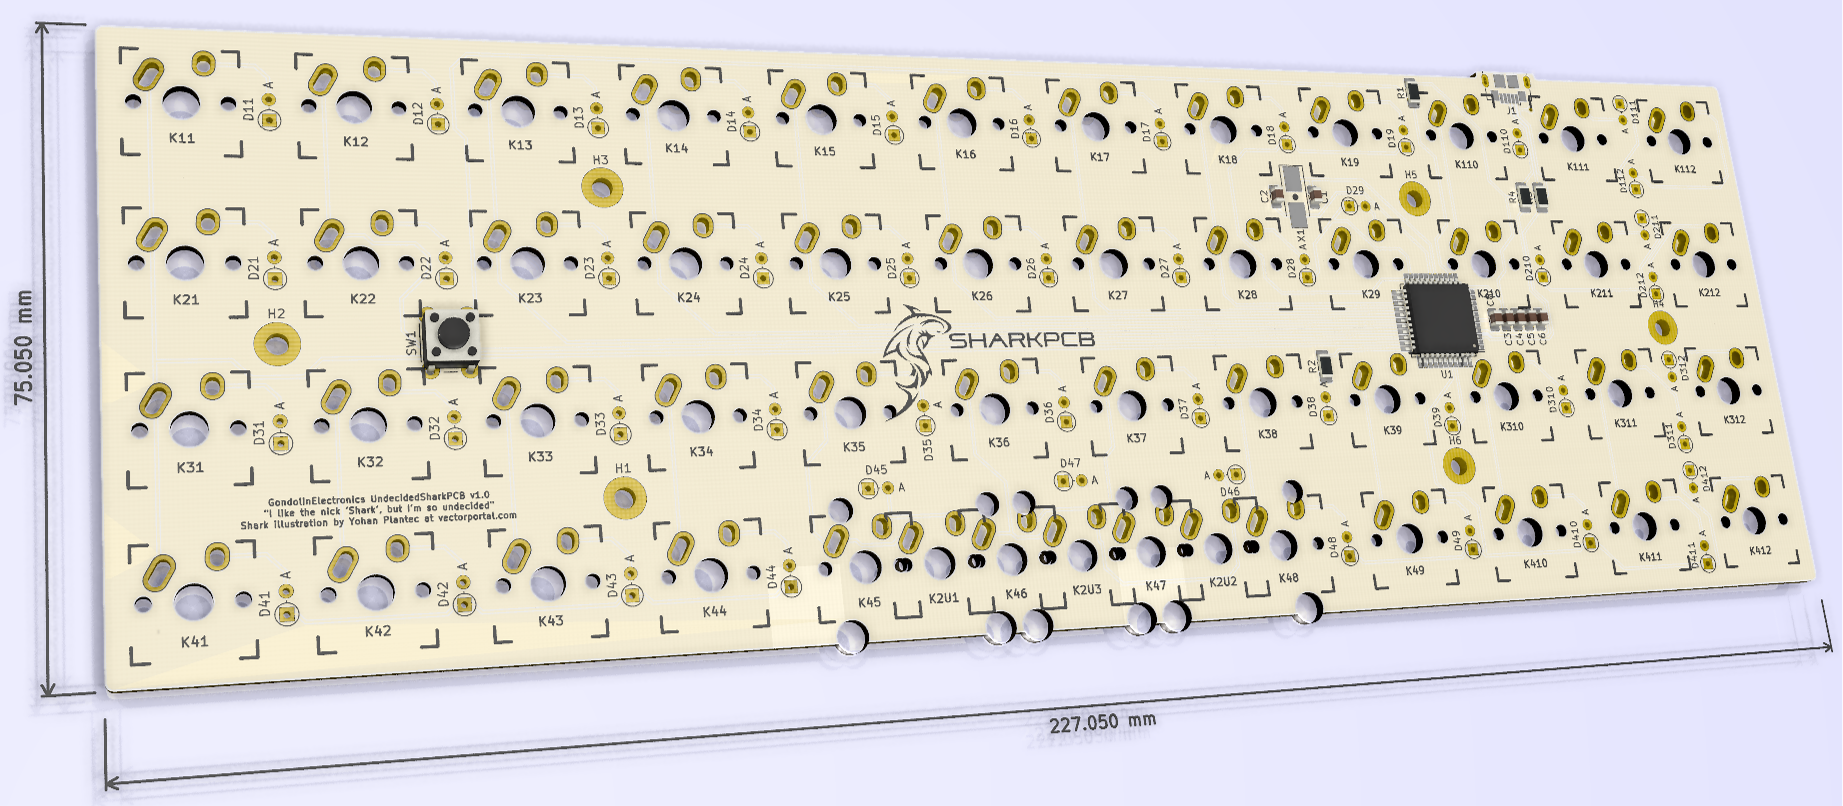 K11
D11 A
K12
D12 A
K13
D13 A
K14
D14 A
K15
D15 A
K16
D16 A
K17
D17 A
K18
D18 A
K19
D19 A
R1
K110
D110 A
J1
K111
D111
A
K112
D112 A
H3
C2
C1
AX1
D29 A
H5
R4
K21
D21 A
K22
D22 A
K23
D23 A
K24
D24 A
K25
D25 A
K26
D26 A
K27
D27 A
K28
D28 A
K29
K210
D210 A
K211
D211
A
K212
D212 A
H2
SW1
SHARKPCB
U1
C3
C4
C5
C6
R2
K31
D31 A
K32
D32 A
K33
D33 A
K34
D34 A
K35
D35 A
K36
D36 A
K37
D37 A
K38
D38 A
K39
D39 A
K310
D310 A
K311
D311 A
K312
D312
A
H1
H6
D45
A
D47
A
A
D46
GondolinElectronics UndecidedSharkPCB v1.0
"I like the nick 'Shark', but I'm so undecided"
Shark illustration by Yohan Plantec at vectorportal.com
K41
D41 A
K42
D42 A
K43
D43 A
K44
D44 A
K45
K2U1
K46
K2U3
K47
K2U2
K48
D48 A
K49
D49 A
K410
D410 A
K411
D411 A
D412
A
K412
75.050 mm
227.050 mm